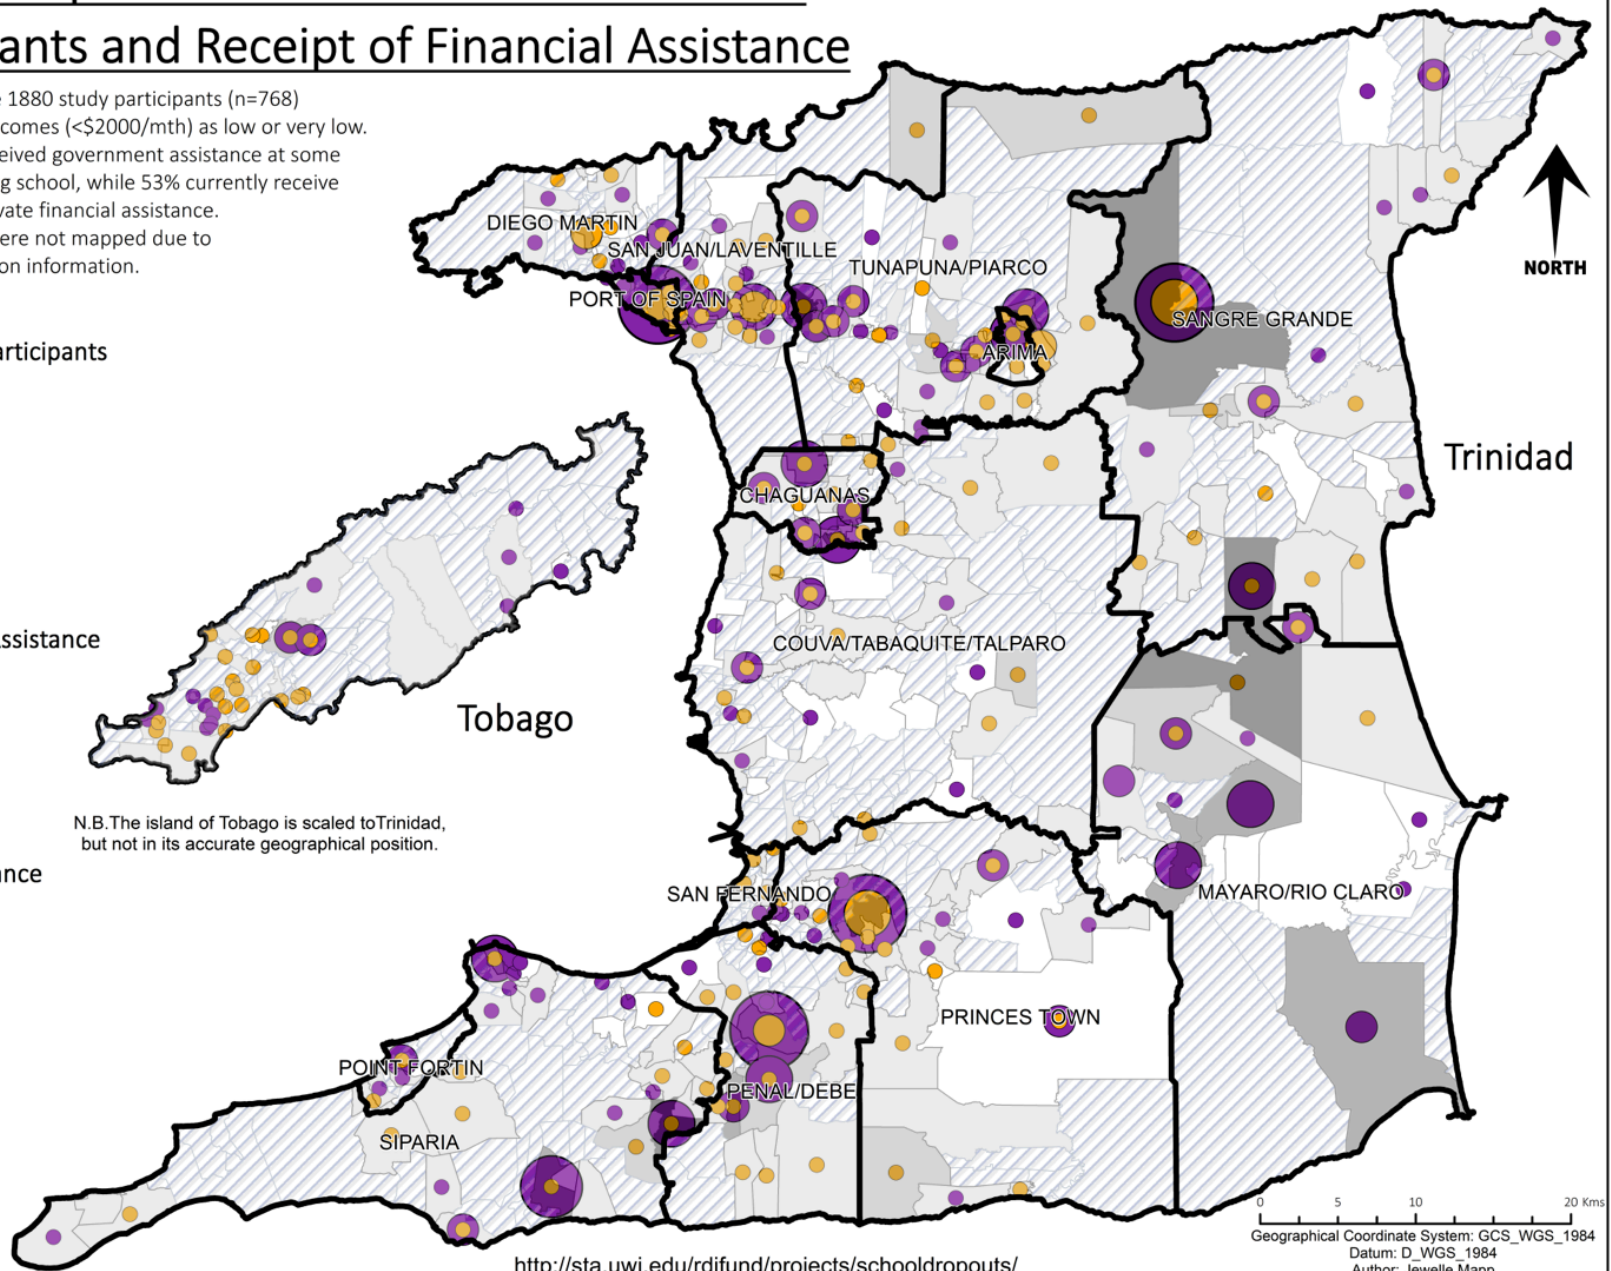 ants and Receipt of Financial Assistance
1880 study participants (n=768)
comes (<$2000/mth) as low or very low.
eived government assistance at some
g school, while 53% currently receive
vate financial assistance.
ere not mapped due to
on information.
NORTH
DIEGO MARTIN
SAN JUAN/LAVENTILLE
TUNAPUNA/PIARCO
PORT OF SPAIN
SANGRE GRANDE
articipants
ARIMA
Trinidad
CHAGUANAS
ssistance
COUVA/TABAQUITE/TALPARO
Tobago
N.B.The island of Tobago is scaled toTrinidad,
but not in its accurate geographical position.
ance
SAN FERNANDO
MAYARO/RIO CLARO
PRINCES TOWN
POINT FORTIN
PENAL/DEBE
SIPARIA
0 5 10 20 Kms
Geographical Coordinate System: GCS_WGS_1984
Datum: D_WGS_1984
Author: Jewelle Mapp
http://sta.uwi.edu/rdifund/projects/schooldropouts/